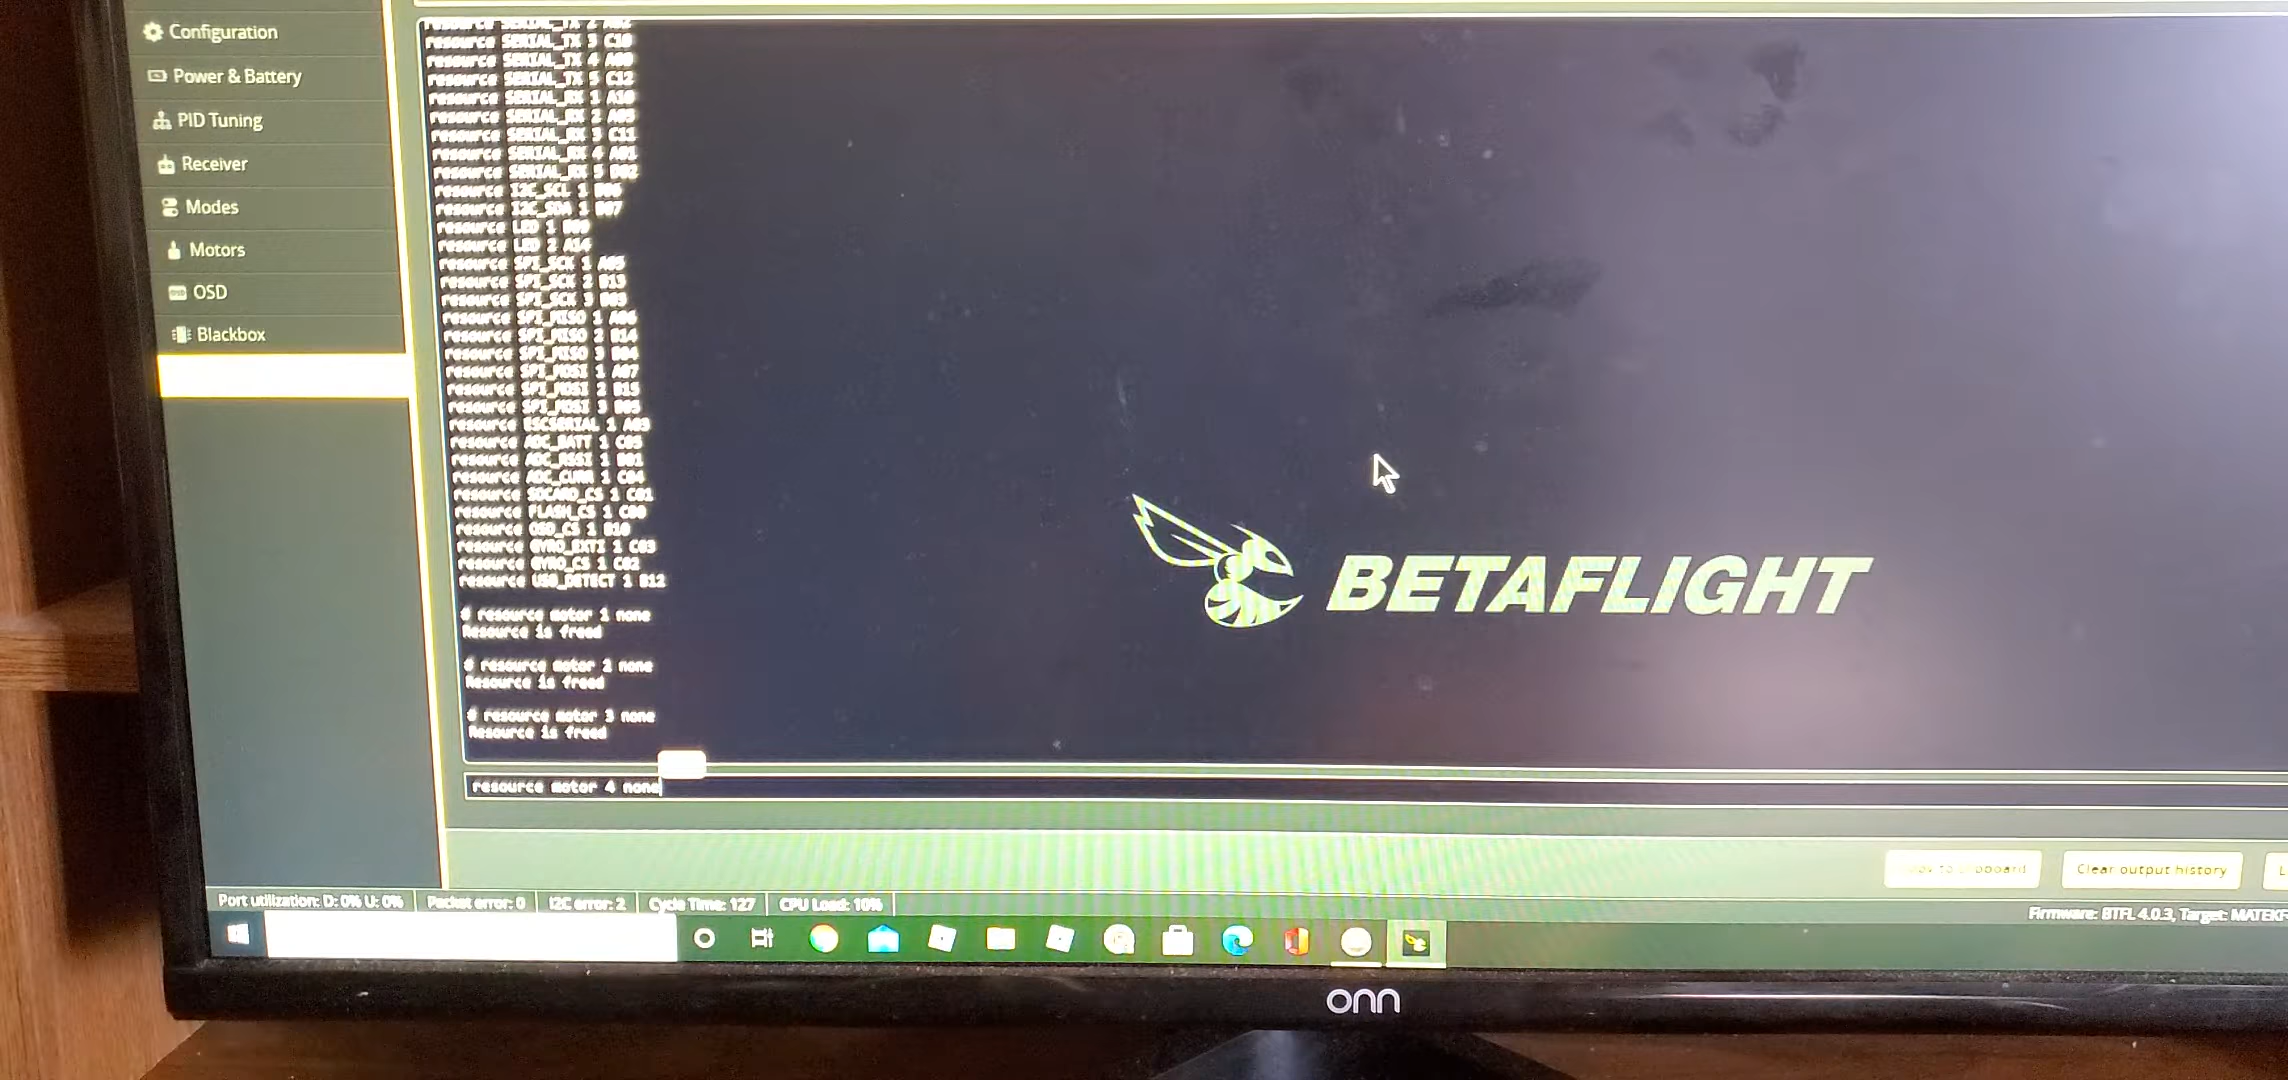 Configuration
Power & Battery
PID Tuning
Receiver
Modes
Motors
OSD
Blackbox
resource SERIAL_TX 2 A02
resource SERIAL_TX 3 C10
resource SERIAL_TX 4 A00
resource SERIAL_TX 5 C12
resource SERIAL_RX 1 A10
resource SERIAL_RX 2 A03
resource SERIAL_RX 3 C11
resource SERIAL_RX 4 A01
resource SERIAL_RX 5 D02
resource I2C_SCL 1 B06
resource I2C_SDA 1 B07
resource LED 1 B09
resource LED 2 A14
resource SPI_SCK 1 A05
resource SPI_SCK 2 B13
resource SPI_SCK 3 B03
resource SPI_MISO 1 A06
resource SPI_MISO 2 B14
resource SPI_MISO 3 B04
resource SPI_MOSI 1 A07
resource SPI_MOSI 2 B15
resource SPI_MOSI 3 B05
resource ESCSERIAL 1 A03
resource ADC_BATT 1 C05
resource ADC_RSSI 1 B01
resource ADC_CURR 1 C04
resource SDCARD_CS 1 C01
resource FLASH_CS 1 C00
resource OSD_CS 1 B10
resource GYRO_EXTI 1 C03
resource GYRO_CS 1 C02
resource USB_DETECT 1 B12
# resource motor 1 none
Resource is freed
# resource motor 2 none
Resource is freed
# resource motor 3 none
Resource is freed
BETAFLIGHT
resource motor 4 none
to clipboard
Clear output history
L
Port utilization: D: 0% U: 0%
Packet error: 0
I2C error: 2
Cycle Time: 127
CPU Load: 10%
Firmware: BTFL 4.0.3, Target: MATEKF
onn